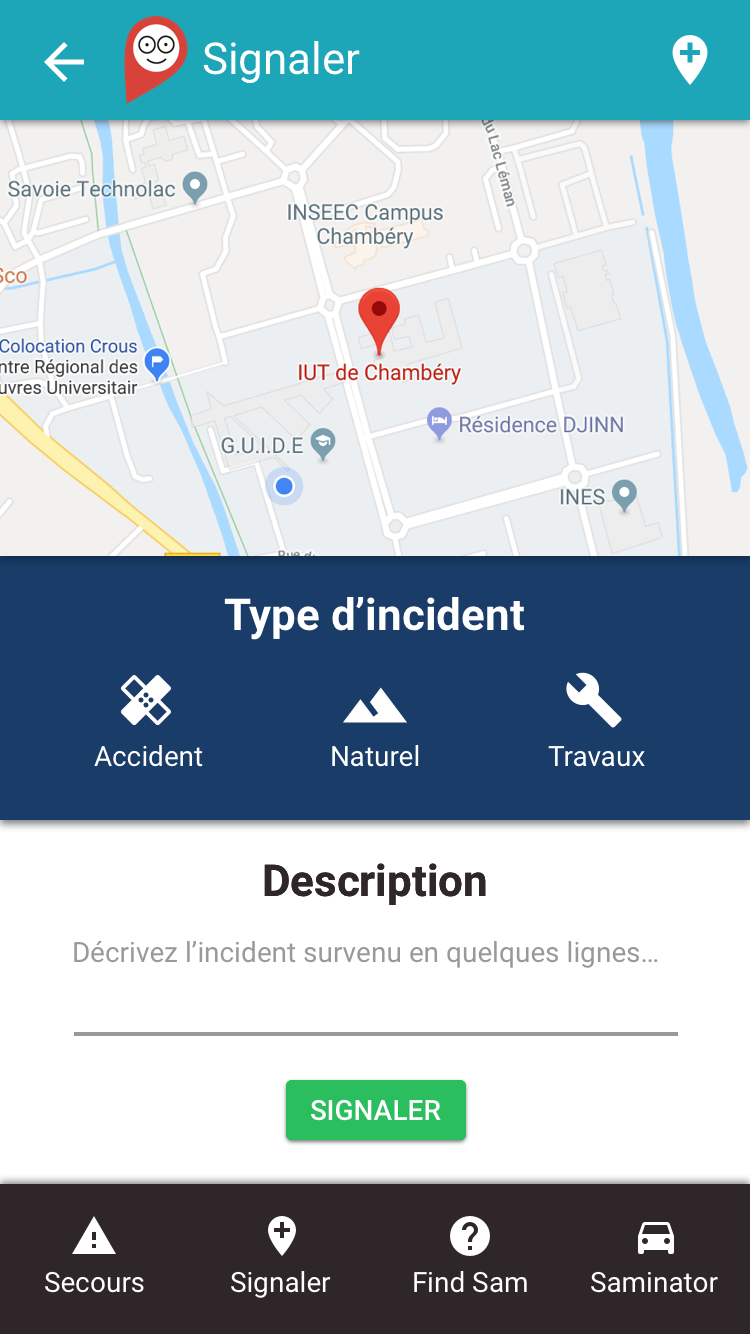 Signaler
du Lac Léman
Savoie Technolac
INSEEC Campus
Chambéry
Sco
IUT de Chambéry
Colocation Crous
ntre Régional des
uvres Universitair
Résidence DJINN
G.U.I.D.E
INES
Rue d
Type d’incident
Accident
Naturel
Travaux
Description
Décrivez l’incident survenu en quelques lignes…
SIGNALER
Secours
Signaler
Find Sam
Saminator